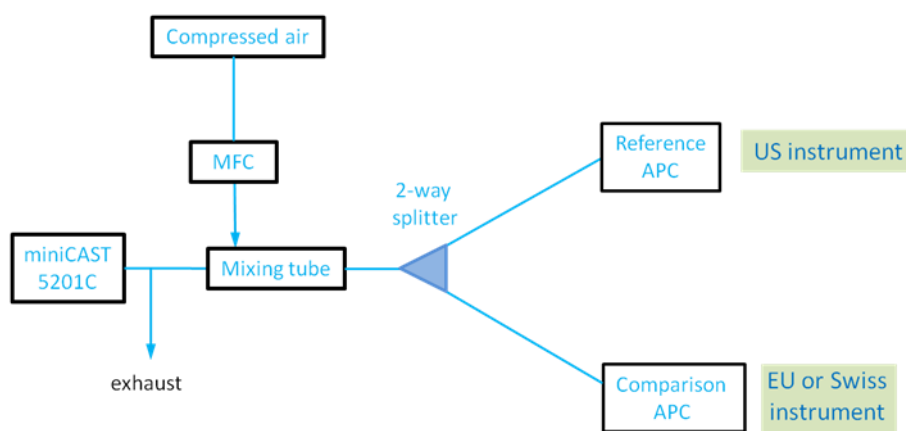 Compressed air
MFC
2-way
splitter
Reference
APC
US instrument
miniCAST
5201C
Mixing tube
exhaust
Comparison
APC
EU or Swiss
instrument